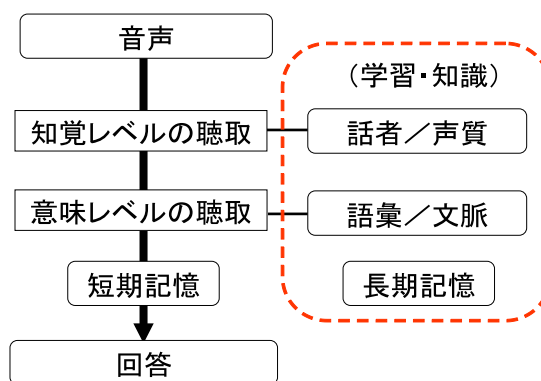 音声
(学習・知識)
知覚レベルの聴取
話者／声質
意味レベルの聴取
語彙／文脈
短期記憶
長期記憶
回答